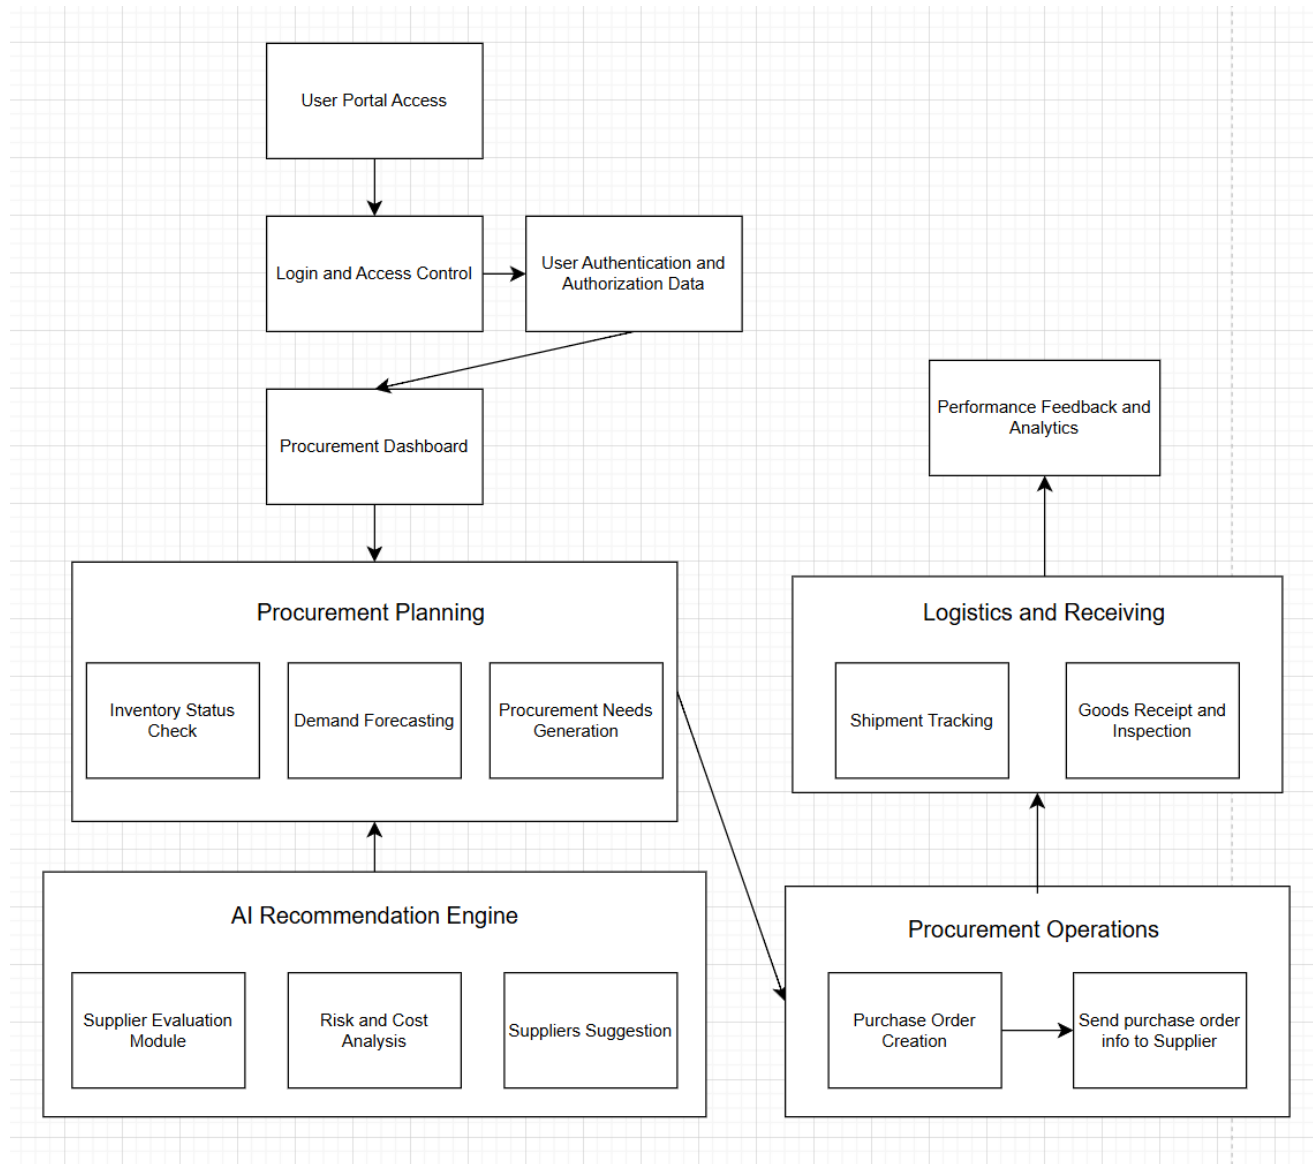 User Portal Access
Login and Access Control
User Authentication and
Authorization Data
Procurement Dashboard
Performance Feedback and
Analytics
Procurement Planning
Inventory Status
Check
Demand Forecasting
Procurement Needs
Generation
Logistics and Receiving
Shipment Tracking
Goods Receipt and
Inspection
AI Recommendation Engine
Supplier Evaluation
Module
Risk and Cost
Analysis
Suppliers Suggestion
Procurement Operations
Purchase Order
Creation
Send purchase order
info to Supplier